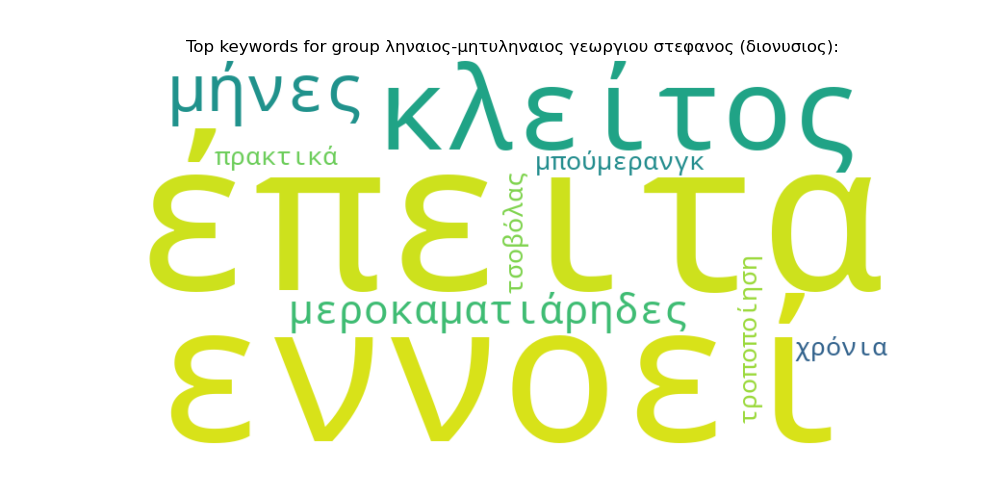 Top keywords for group ληναιος-μητυληναιος γεωργιου στεφανος (διονυσιος):
μήνες
κλείτος
πρακτικά
μπούμερανγκ
έπειτα
τσοβόλας
μεροκαματιάρηδες
τροποποίηση
χρόνια
εννοεί